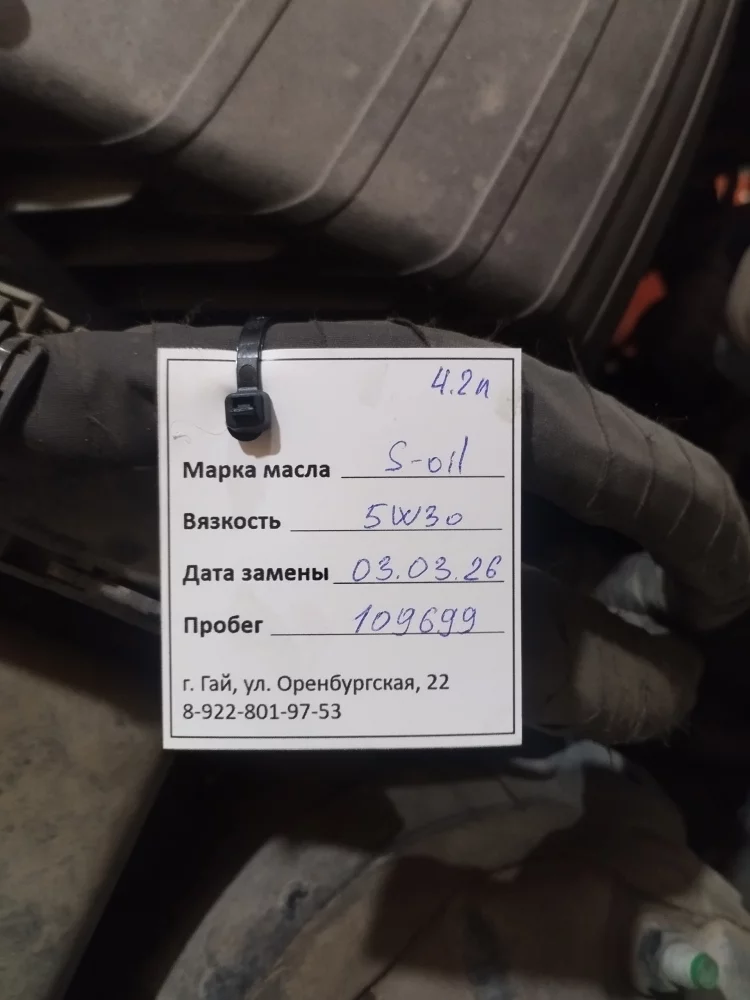 4.2л
Марка масла S-oil
Вязкость 5W30
Дата замены 03.03.26
Пробег 109699
г. Гай, ул. Оренбургская, 22
8-922-801-97-53